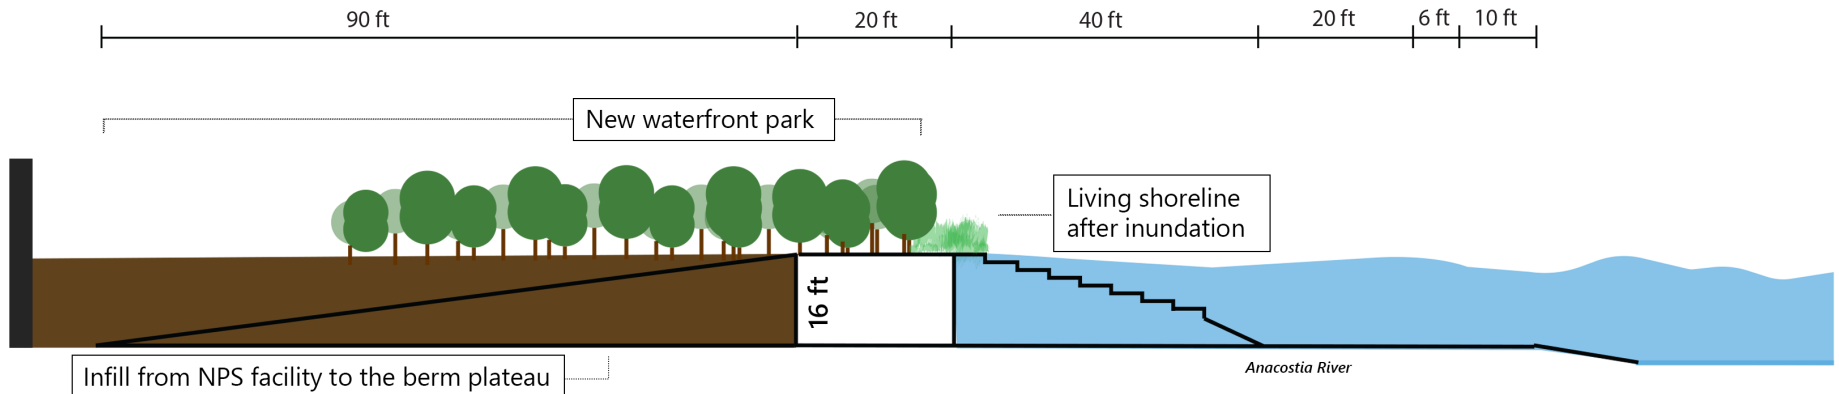 90 ft
20 ft
40 ft
20 ft
6 ft
10 ft
New waterfront park
Living shoreline
after inundation
16 ft
Infill from NPS facility to the berm plateau
Anacostia River